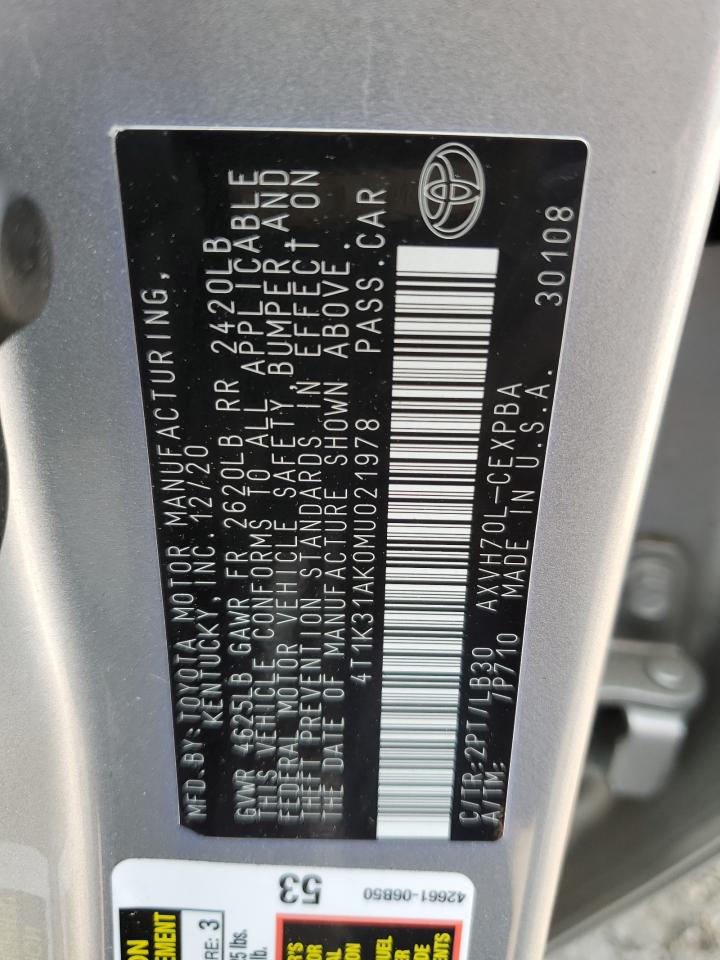 MFD.BY:TOYOTA MOTOR MANUFACTURING,
KENTUCKY, INC. 12/20
GVWR 4625LB GAWR FR 2620LB RR 2420LB
THIS VEHICLE CONFORMS TO ALL APPLICABLE
FEDERAL MOTOR VEHICLE SAFETY, BUMPER, AND
THEFT PREVENTION STANDARDS IN EFFECT ON
THE DATE OF MANUFACTURE SHOWN ABOVE.
4T1K31AK0MU021978 PASS.CAR
C/TR:2PT/LB30 AXVH70L-CEXPBA
A/TM: /P710 MADE IN U.S.A.
30108
53
42661-06B50